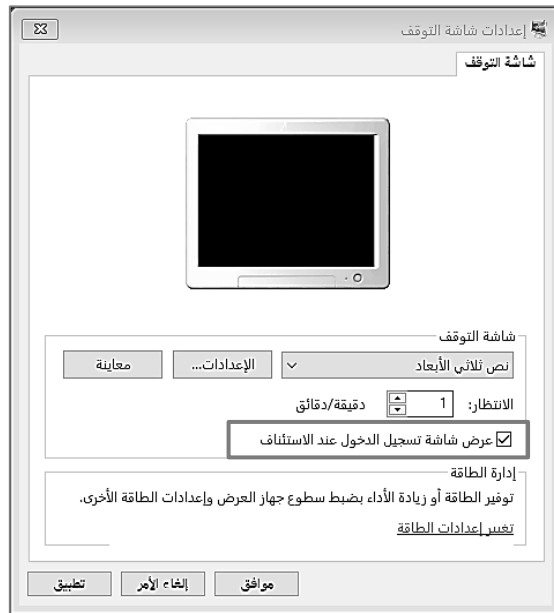 إعدادات شاشة التوقف
شاشة التوقف
شاشة التوقف
نص ثلاثي الأبعاد الإعدادات... معاينة
الانتظار: 1 دقيقة/دقائق
عرض شاشة تسجيل الدخول عند الاستئناف
إدارة الطاقة
توفير الطاقة أو زيادة الأداء بضبط سطوع جهاز العرض وإعدادات الطاقة الأخرى.
تغيير إعدادات الطاقة
موافق إلغاء الأمر تطبيق